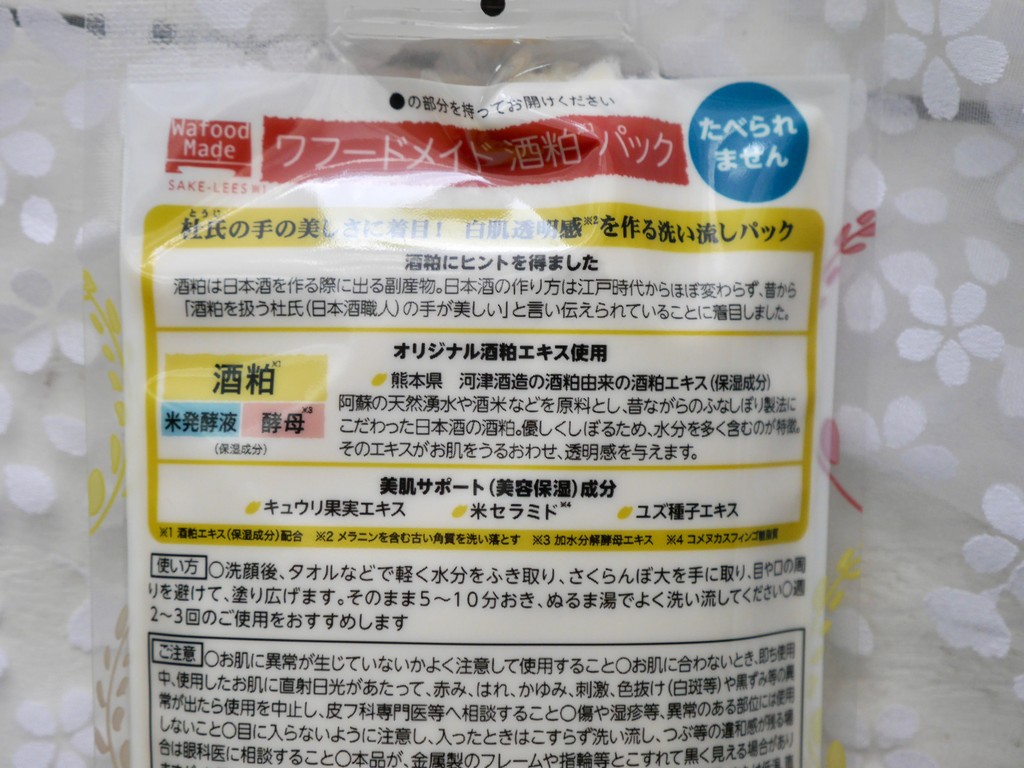 ●の部分を持ってお開けください
Wafood
Made
SAKE-LEES ※1
ワフードメイド 酒粕※1パック
たべられ
ません
とうじ
杜氏の手の美しさに着目! 白肌透明感※2を作る洗い流しパック
酒粕にヒントを得ました
酒粕は日本酒を作る際に出る副産物。日本酒の作り方は江戸時代からほぼ変わらず、昔から
「酒粕を扱う杜氏(日本酒職人)の手が美しい」と言い伝えられていることに着目しました。
オリジナル酒粕エキス使用
酒粕※1
米発酵液 酵母※3
(保湿成分)
熊本県 河津酒造の酒粕由来の酒粕エキス(保湿成分)
阿蘇の天然湧水や酒米などを原料とし、昔ながらのふなしぼり製法に
こだわった日本酒の酒粕。優しくしぼるため、水分を多く含むのが特徴。
そのエキスがお肌をうるおわせ、透明感を与えます。
美肌サポート(美容保湿)成分
キュウリ果実エキス 米セラミド※4 ユズ種子エキス
※1 酒粕エキス(保湿成分)配合 ※2 メラニンを含む古い角質を洗い落とす ※3 加水分解酵母エキス ※4 コメヌカスフィンゴ糖脂質
使い方 ○洗顔後、タオルなどで軽く水分をふき取り、さくらんぼ大を手に取り、目や口の周
りを避けて、塗り広げます。そのまま5～10分おき、ぬるま湯でよく洗い流してください○週
2～3回のご使用をおすすめします
ご注意 ○お肌に異常が生じていないかよく注意して使用すること○お肌に合わないとき、即ち使用
中、使用したお肌に直射日光があたって、赤み、はれ、かゆみ、刺激、色抜け(白斑等)や黒ずみ等の異
常が出たら使用を中止し、皮フ科専門医等へ相談すること○傷や湿疹等、異常のある部位には使用
しないこと○目に入らないように注意し、入ったときはこすらず洗い流し、つぶ等の違和感が残る場
合は眼科医に相談すること○本品が、金属製のフレームや指輪等とこすれて黒く見える場合があり